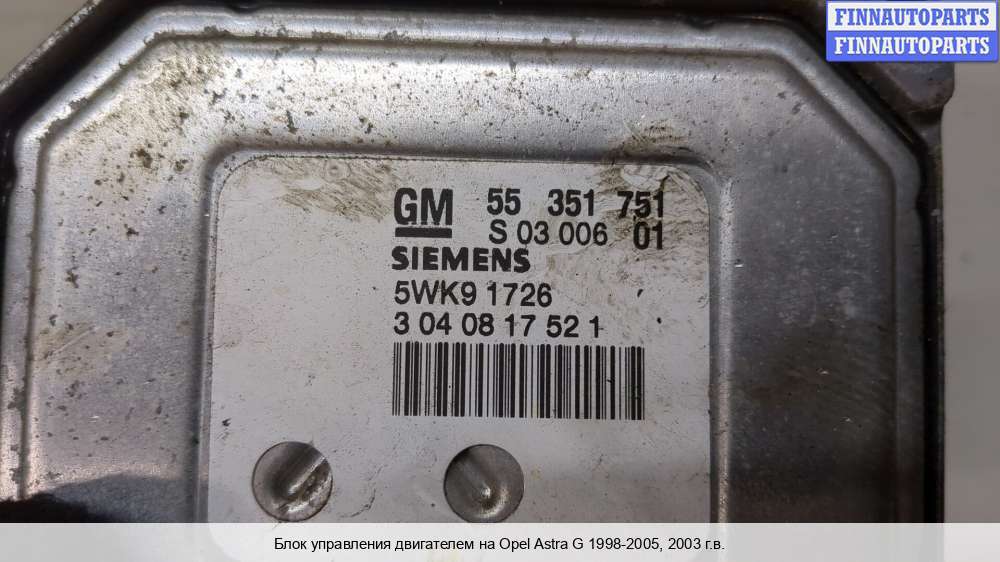 FINNAUTOPARTS
FINNAUTOPARTS
GM 55 351 751
S 03 006 01
SIEMENS
5WK9 1726
3 04 08 17 52 1
Блок управления двигателем на Opel Astra G 1998-2005, 2003 г.в.